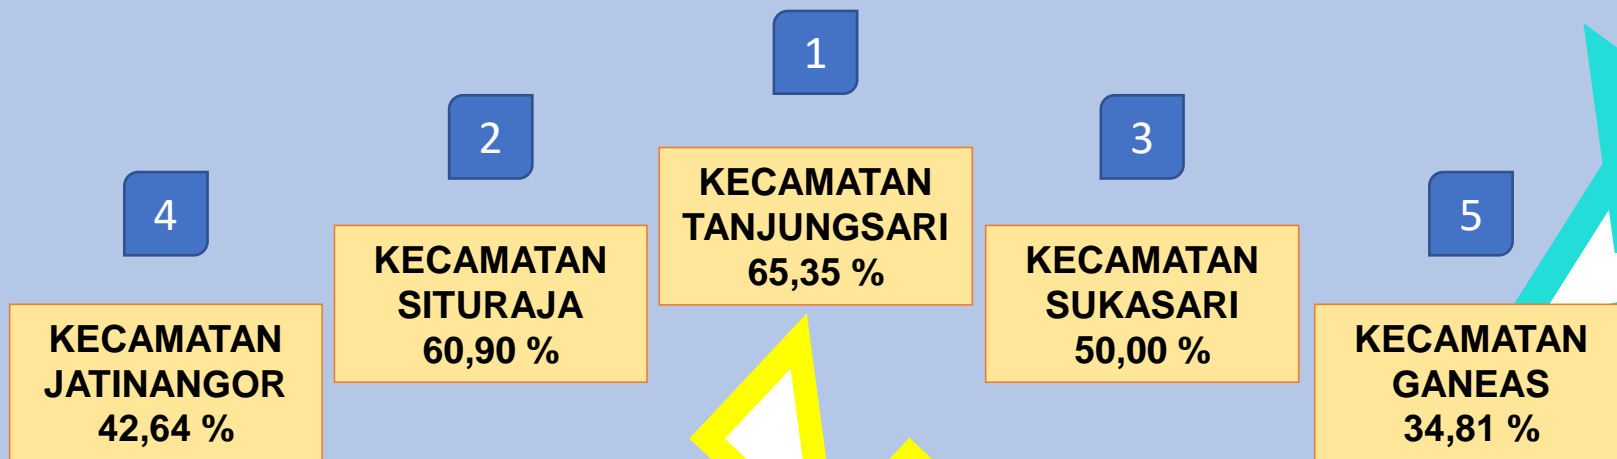 1
KECAMATAN
TANJUNGSARI
65,35 %
2
KECAMATAN
SITURAJA
60,90 %
3
KECAMATAN
SUKASARI
50,00 %
4
KECAMATAN
JATINANGOR
42,64 %
5
KECAMATAN
GANEAS
34,81 %